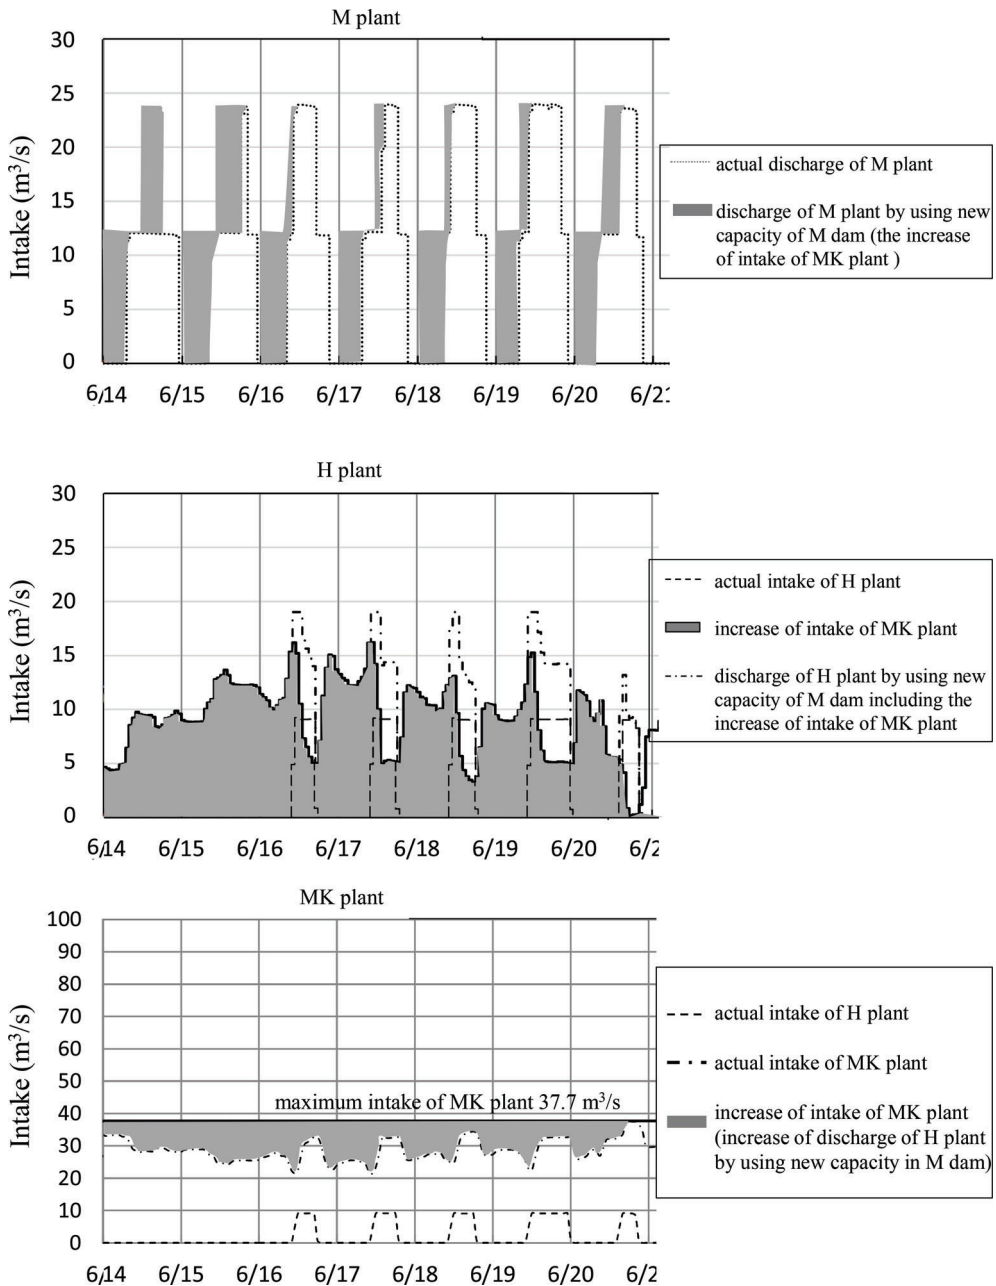 M plant
30
25
20
15
10
5
0
Intake (m³/s)
6/14 6/15 6/16 6/17 6/18 6/19 6/20 6/21
actual discharge of M plant
discharge of M plant by using new
capacity of M dam (the increase
of intake of MK plant )
H plant
30
25
20
15
10
5
0
Intake (m³/s)
6/14 6/15 6/16 6/17 6/18 6/19 6/20 6/2
actual intake of H plant
increase of intake of MK plant
discharge of H plant by using new
capacity of M dam including the
increase of intake of MK plant
MK plant
100
90
80
70
60
50
40
30
20
10
0
Intake (m³/s)
maximum intake of MK plant 37.7 m³/s
6/14 6/15 6/16 6/17 6/18 6/19 6/20 6/2
actual intake of H plant
actual intake of MK plant
increase of intake of MK plant
(increase of discharge of H plant
by using new capacity in M dam)